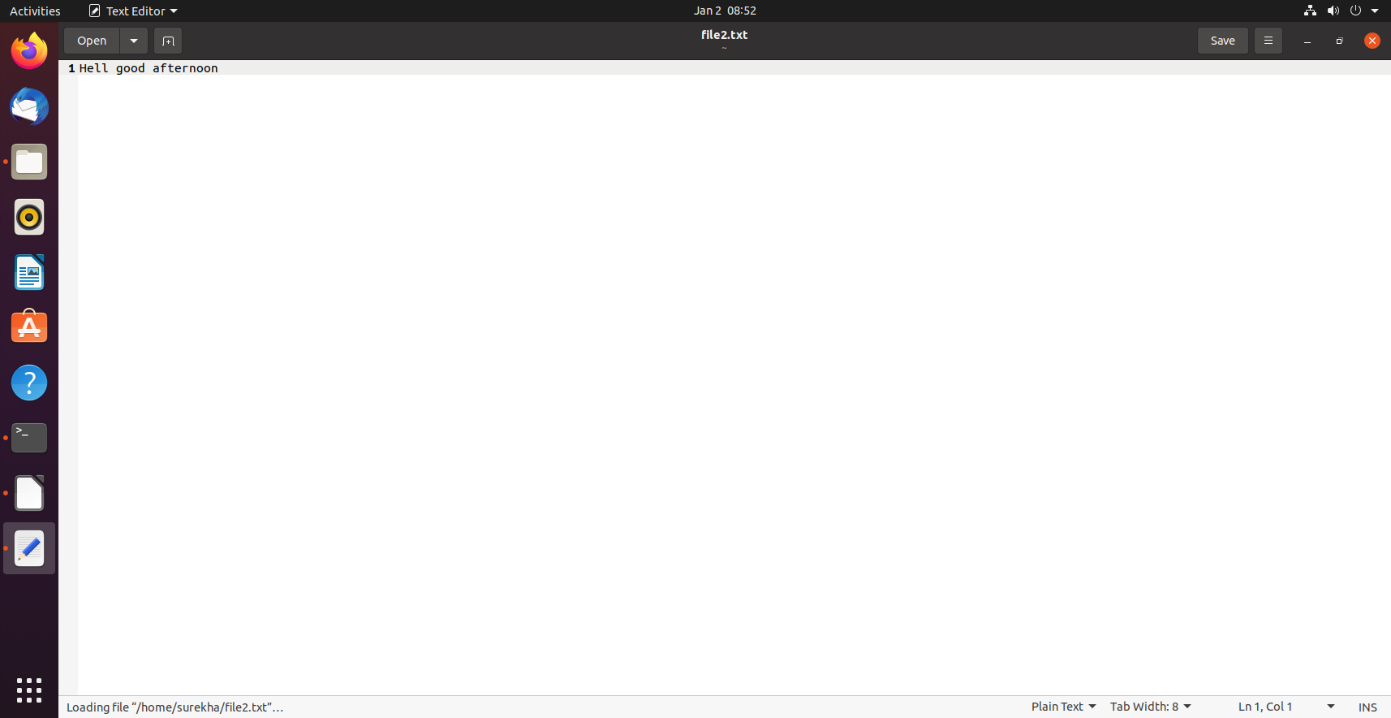 Activities Text Editor Jan 2 08:52
Open file2.txt Save
~
1 Hell good afternoon
Loading file “/home/surekha/file2.txt”… Plain Text Tab Width: 8 Ln 1, Col 1 INS